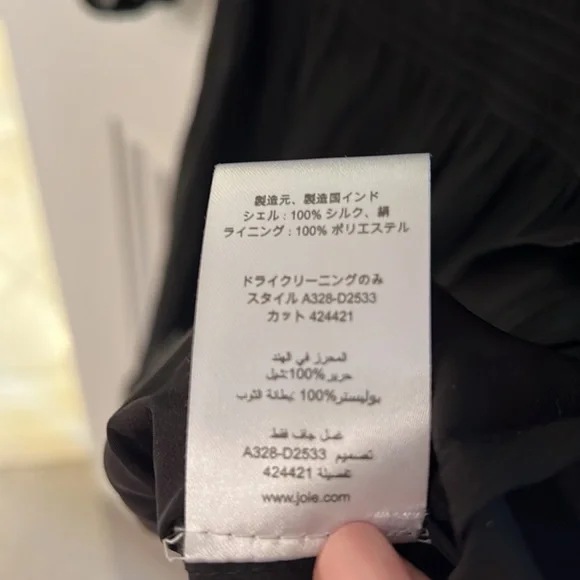 製造元、製造国インド
シェル : 100% シルク、絹
ライニング : 100% ポリエステル
ドライクリーニングのみ
スタイル A328-D2533
カット 424421
المحرز في الهند
حرير%100:شيل
بوليستر%100 :بطانة الثوب
غسل جاف فقط
تصميم A328-D2533
تفصيلة 424421
www.joie.com